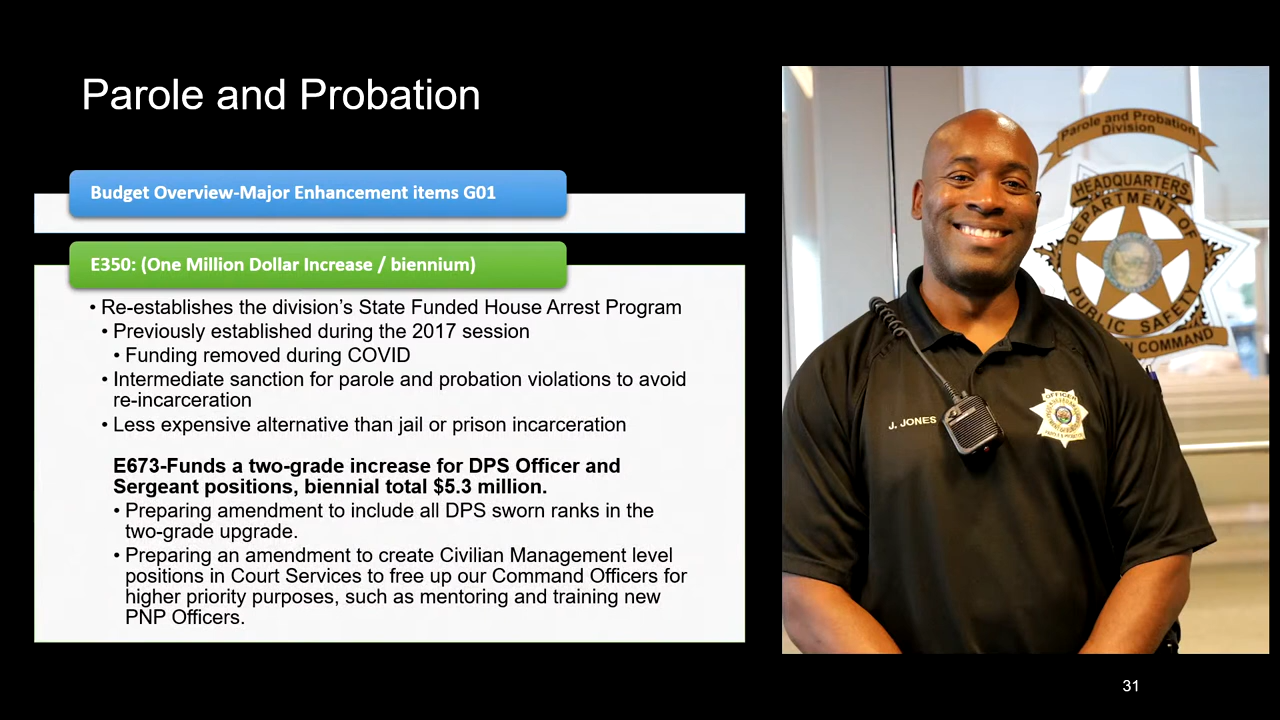 Parole and Probation
Budget Overview-Major Enhancement items G01
E350: (One Million Dollar Increase / biennium)
• Re-establishes the division’s State Funded House Arrest Program
• Previously established during the 2017 session
• Funding removed during COVID
• Intermediate sanction for parole and probation violations to avoid
re-incarceration
• Less expensive alternative than jail or prison incarceration
E673-Funds a two-grade increase for DPS Officer and
Sergeant positions, biennial total $5.3 million.
• Preparing amendment to include all DPS sworn ranks in the
two-grade upgrade.
• Preparing an amendment to create Civilian Management level
positions in Court Services to free up our Command Officers for
higher priority purposes, such as mentoring and training new
PNP Officers.
Parole and Probation
Division
HEADQUARTERS
DEPARTMENT OF
PUBLIC SAFETY
COMMAND
J. JONES
OFFICER
31